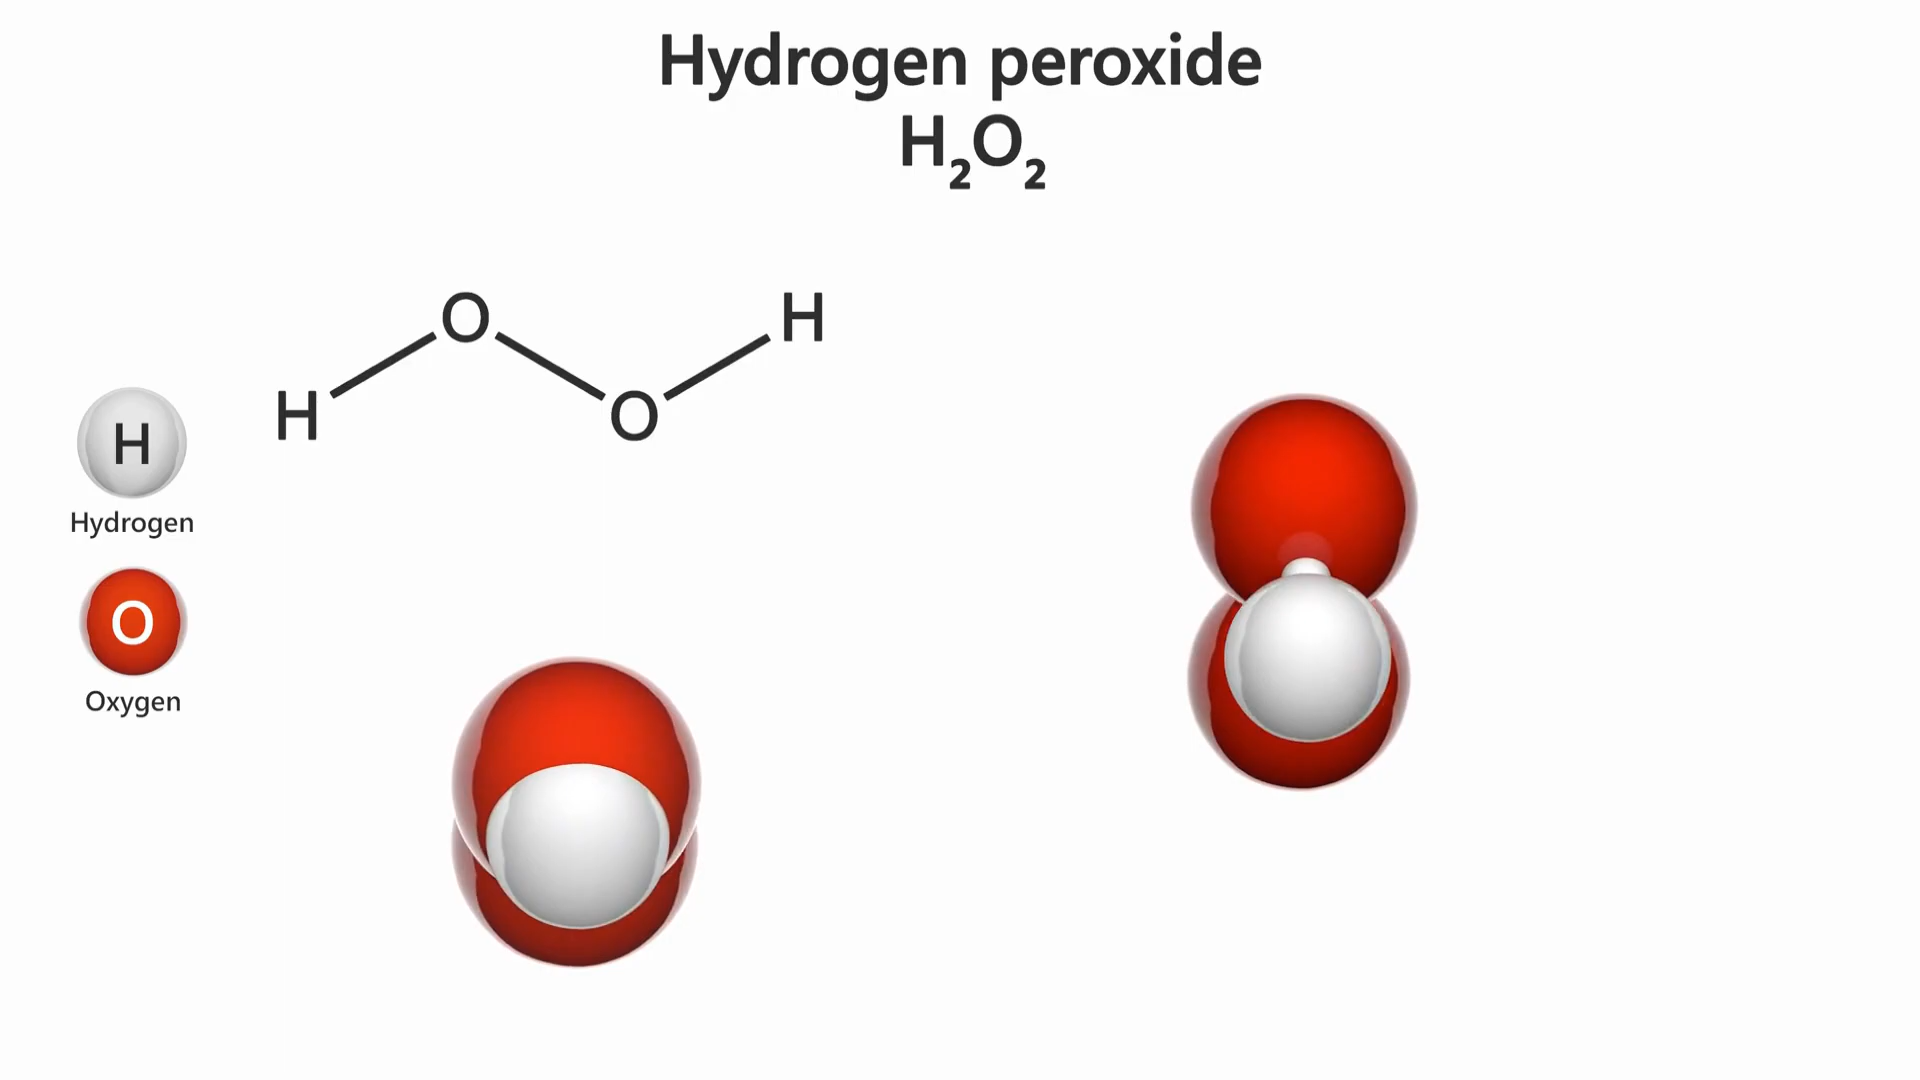 Hydrogen peroxide
H₂O₂
O
H
H
O
H
Hydrogen
O
Oxygen